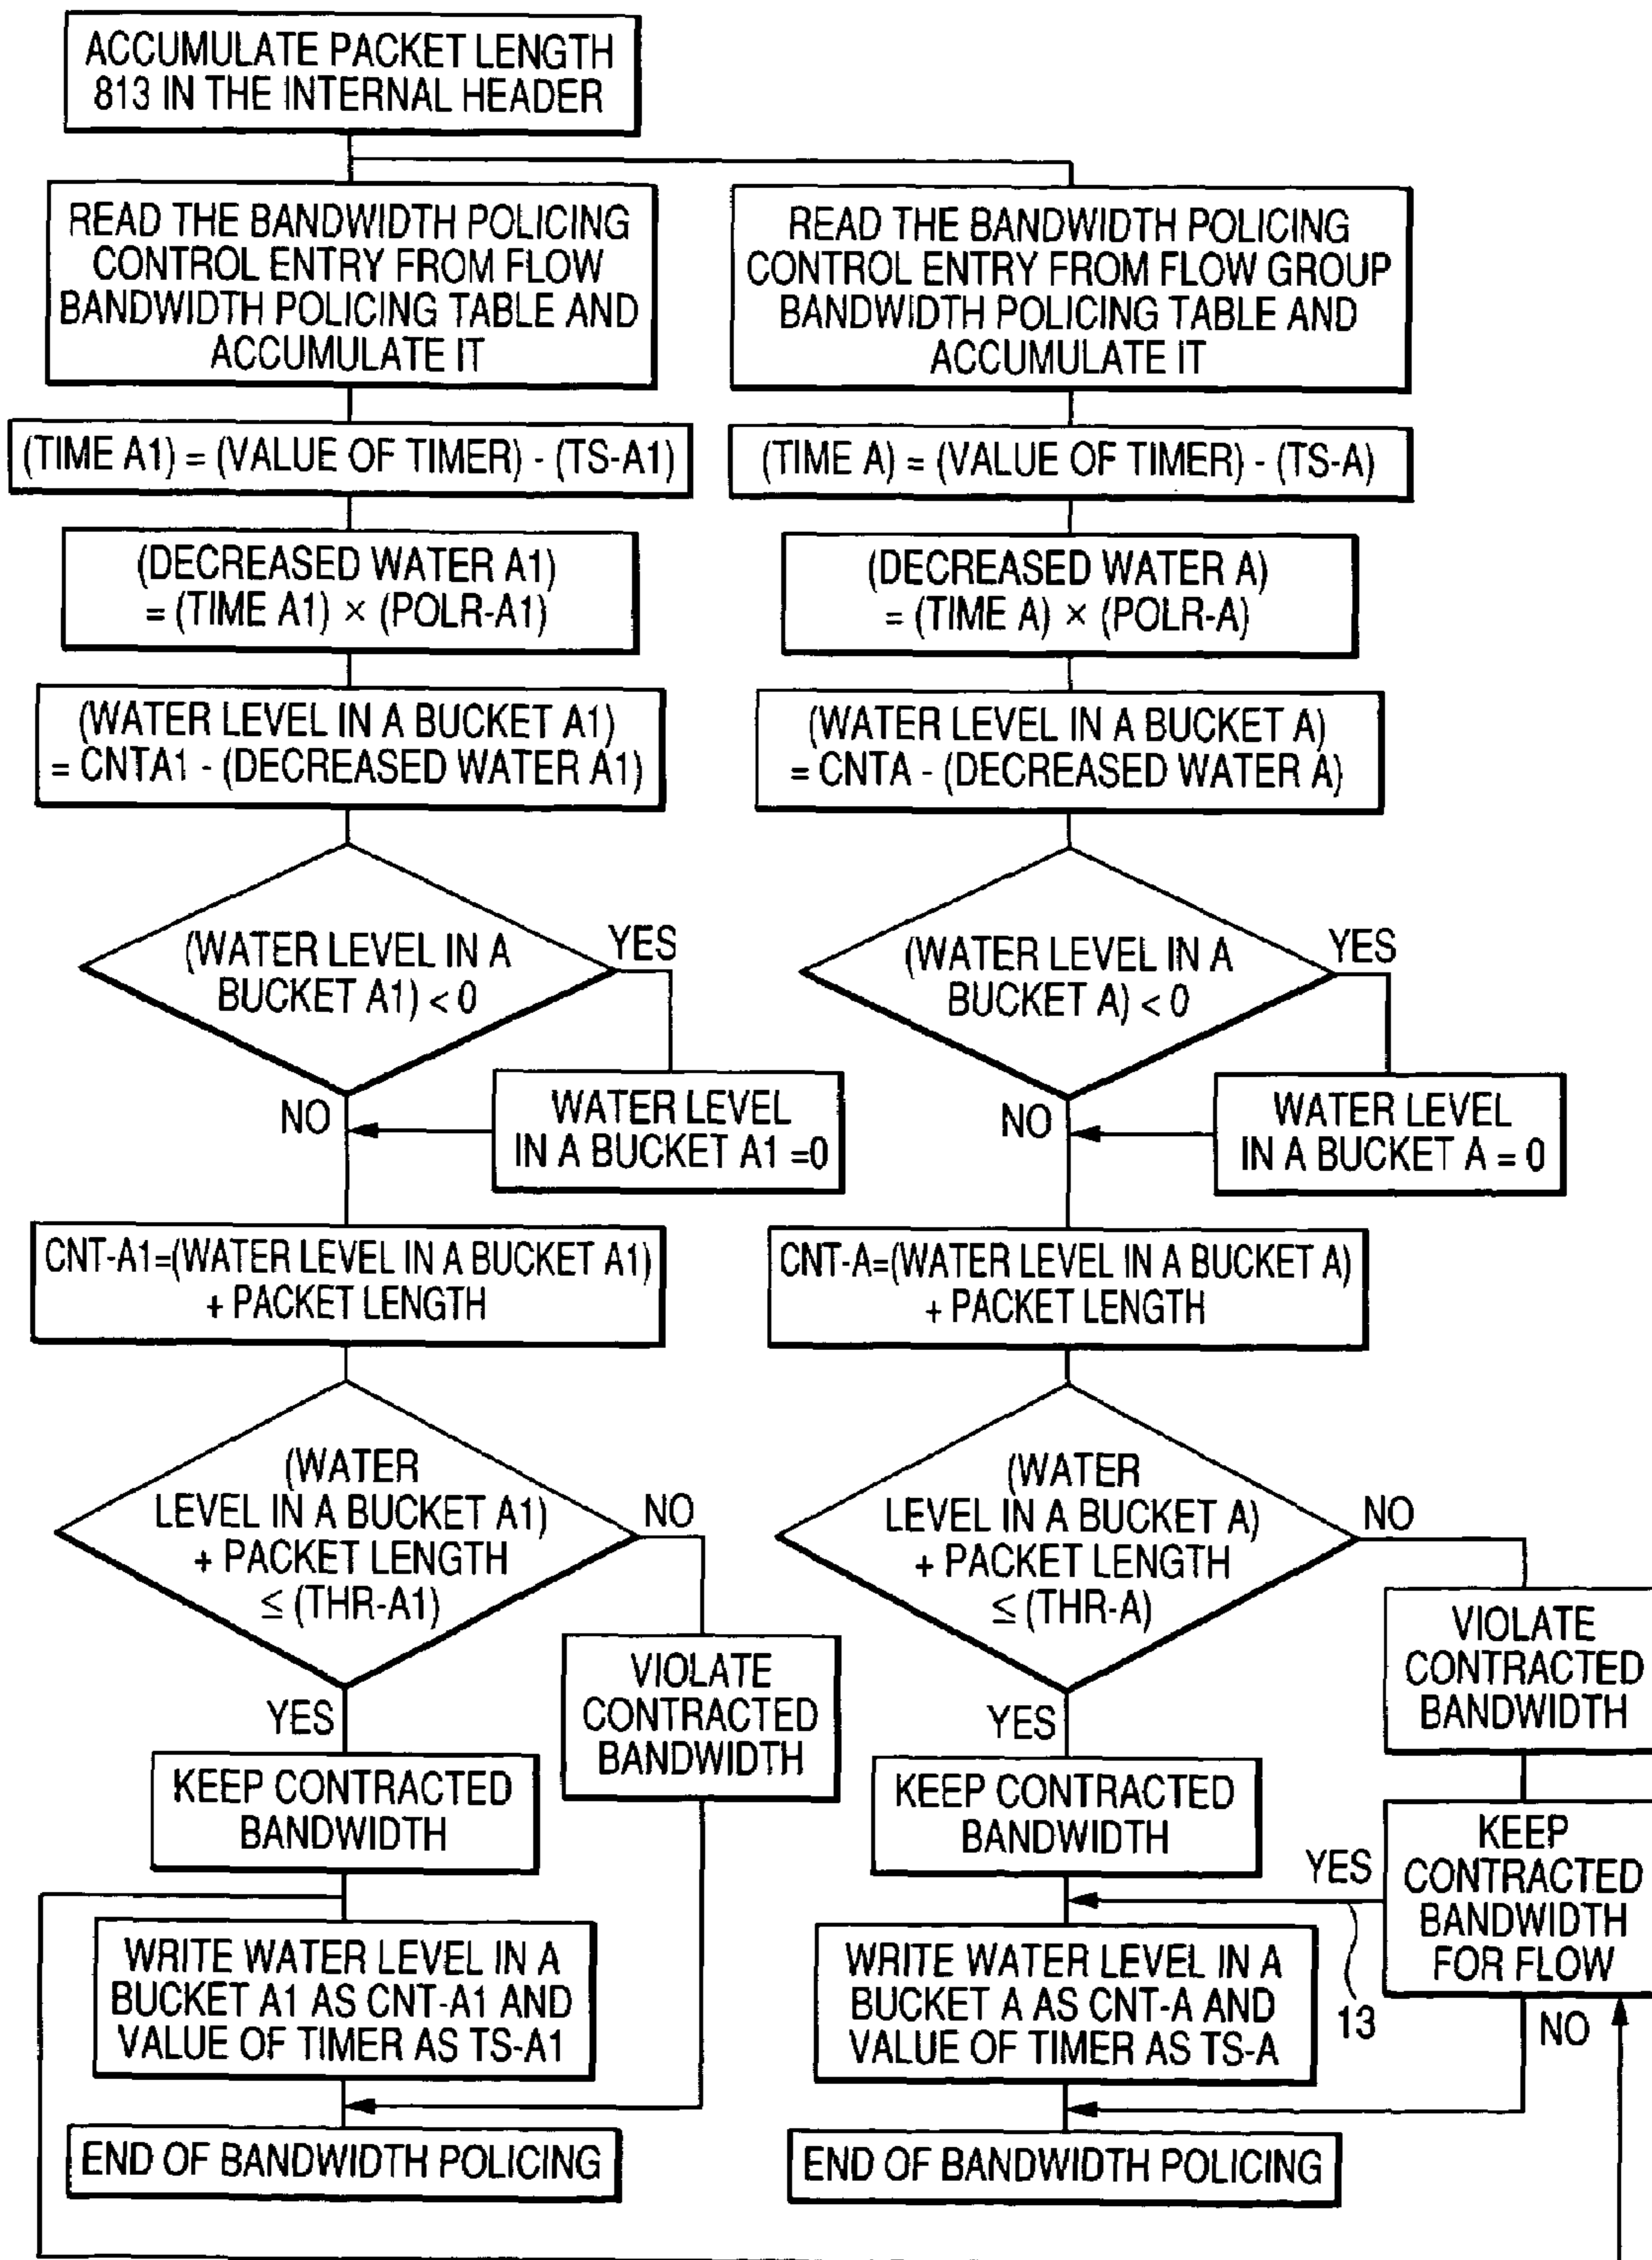 ACCUMULATE PACKET LENGTH
813 IN THE INTERNAL HEADER
READ THE BANDWIDTH POLICING
CONTROL ENTRY FROM FLOW
BANDWIDTH POLICING TABLE AND
ACCUMULATE IT
(TIME A1) = (VALUE OF TIMER) - (TS-A1)
(DECREASED WATER A1)
= (TIME A1) × (POLR-A1)
(WATER LEVEL IN A BUCKET A1)
= CNTA1 - (DECREASED WATER A1)
(WATER LEVEL IN A
BUCKET A1) < 0
YES
NO
WATER LEVEL
IN A BUCKET A1 =0
CNT-A1=(WATER LEVEL IN A BUCKET A1)
+ PACKET LENGTH
(WATER
LEVEL IN A BUCKET A1)
+ PACKET LENGTH
≤ (THR-A1)
NO
YES
VIOLATE
CONTRACTED
BANDWIDTH
KEEP CONTRACTED
BANDWIDTH
WRITE WATER LEVEL IN A
BUCKET A1 AS CNT-A1 AND
VALUE OF TIMER AS TS-A1
END OF BANDWIDTH POLICING
READ THE BANDWIDTH POLICING
CONTROL ENTRY FROM FLOW GROUP
BANDWIDTH POLICING TABLE AND
ACCUMULATE IT
(TIME A) = (VALUE OF TIMER) - (TS-A)
(DECREASED WATER A)
= (TIME A) × (POLR-A)
(WATER LEVEL IN A BUCKET A)
= CNTA - (DECREASED WATER A)
(WATER LEVEL IN A
BUCKET A) < 0
YES
NO
WATER LEVEL
IN A BUCKET A = 0
CNT-A=(WATER LEVEL IN A BUCKET A)
+ PACKET LENGTH
(WATER
LEVEL IN A BUCKET A)
+ PACKET LENGTH
≤ (THR-A)
NO
YES
VIOLATE
CONTRACTED
BANDWIDTH
KEEP CONTRACTED
BANDWIDTH
KEEP
CONTRACTED
BANDWIDTH
FOR FLOW
YES
13
NO
WRITE WATER LEVEL IN A
BUCKET A AS CNT-A AND
VALUE OF TIMER AS TS-A
END OF BANDWIDTH POLICING